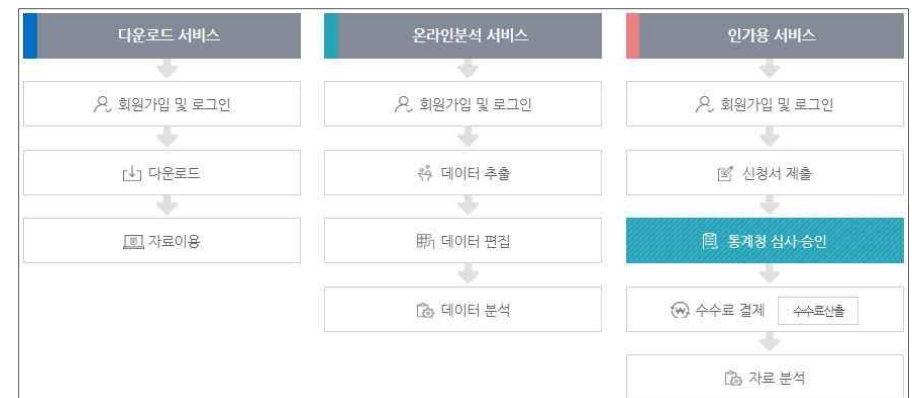 다운로드 서비스
회원가입 및 로그인
다운로드
자료이용
온라인분석 서비스
회원가입 및 로그인
데이터 추출
데이터 편집
데이터 분석
인가용 서비스
회원가입 및 로그인
신청서 제출
통계청 심사·승인
수수료 결제 수수료산출
자료 분석